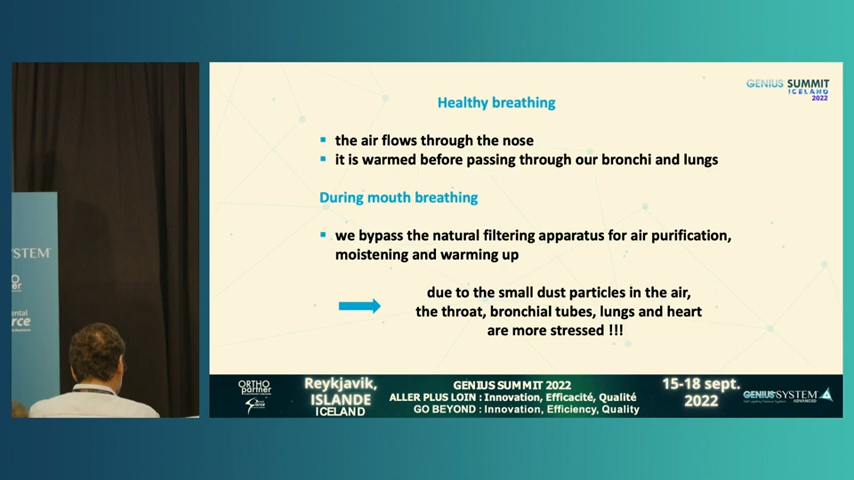 GENIUS SUMMIT
ICELAND
2022
Healthy breathing
the air flows through the nose
it is warmed before passing through our bronchi and lungs
During mouth breathing
we bypass the natural filtering apparatus for air purification,
moistening and warming up
due to the small dust particles in the air,
the throat, bronchial tubes, lungs and heart
are more stressed !!!
YSTEM
ORTHO
partner
Reykjavik,
ISLANDE
ICELAND
GENIUS SUMMIT 2022
ALLER PLUS LOIN : Innovation, Efficacité, Qualité
GO BEYOND : Innovation, Efficiency, Quality
15-18 sept.
2022
GENIUS SYSTEM
ADVANCED